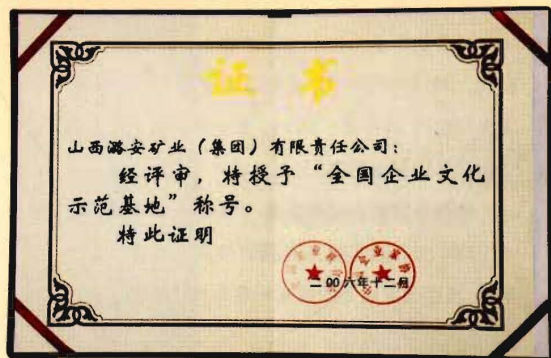 证书
山西潞安矿业（集团）有限责任公司：
经评审，特授予“全国企业文化
示范基地”称号。
特此证明
二00六年十二月